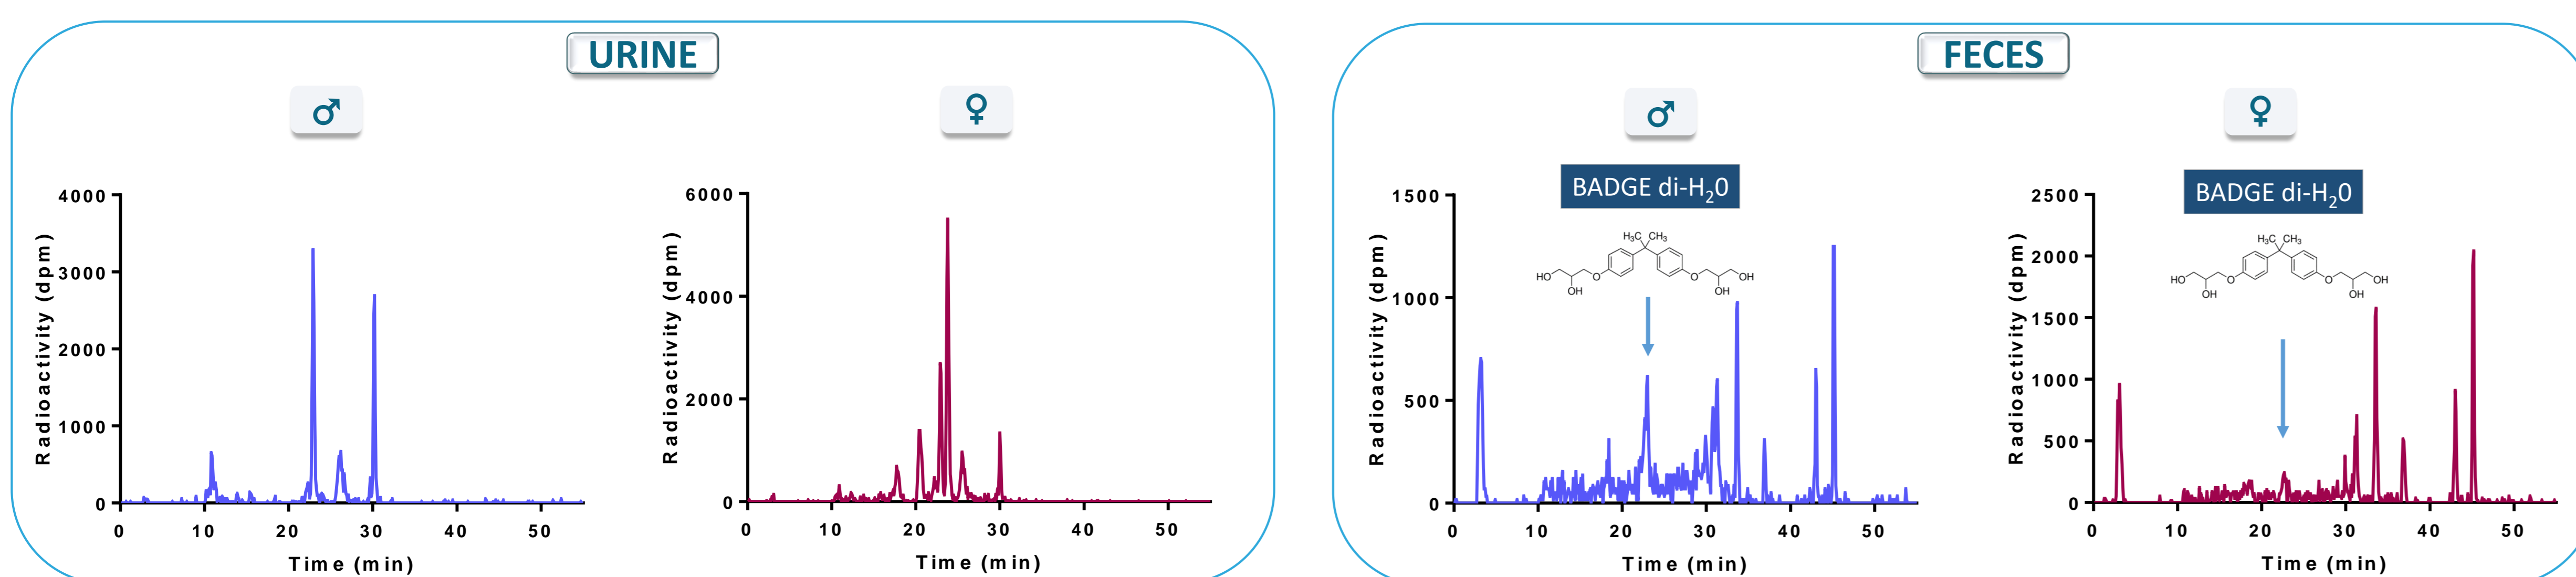 URINE
♂
♀
4000
3000
2000
1000
0
Radioactivity (dpm)
0 10 20 30 40 50
Time (min)
6000
4000
2000
0
Radioactivity (dpm)
0 10 20 30 40 50
Time (min)
FECES
♂
♀
BADGE di-H₂0
H₃C CH₃
HO O O OH
OH OH
1500
1000
500
0
Radioactivity (dpm)
0 10 20 30 40 50
Time (min)
BADGE di-H₂0
H₃C CH₃
HO O O OH
OH OH
2500
2000
1500
1000
500
0
Radioactivity (dpm)
0 10 20 30 40 50
Time (min)